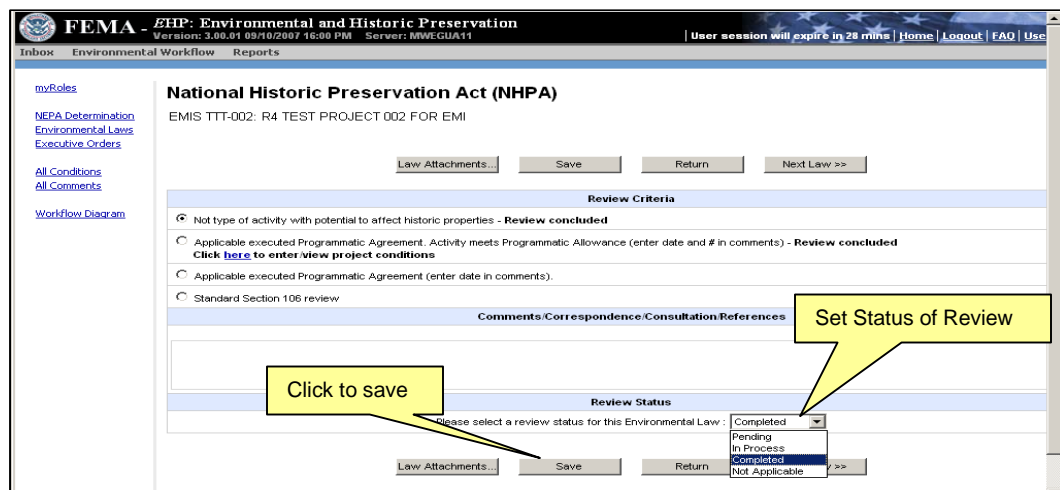 FEMA - EHP: Environmental and Historic Preservation
Version: 3.00.01 09/10/2007 16:00 PM Server: MWEGUA11
User session will expire in 28 mins | Home | Logout | FAQ | Use
Inbox Environmental Workflow Reports
myRoles
NEPA Determination
Environmental Laws
Executive Orders
All Conditions
All Comments
Workflow Diagram
National Historic Preservation Act (NHPA)
EMIS TTT-002: R4 TEST PROJECT 002 FOR EMI
Law Attachments... Save Return Next Law >>
Review Criteria
Not type of activity with potential to affect historic properties - Review concluded
Applicable executed Programmatic Agreement. Activity meets Programmatic Allowance (enter date and # in comments) - Review concluded
Click here to enter/view project conditions
Applicable executed Programmatic Agreement (enter date in comments).
Standard Section 106 review
Comments/Correspondence/Consultation/References
Set Status of Review
Click to save
Review Status
Please select a review status for this Environmental Law : Completed
Pending
In Process
Completed
Not Applicable
Law Attachments... Save Return >>